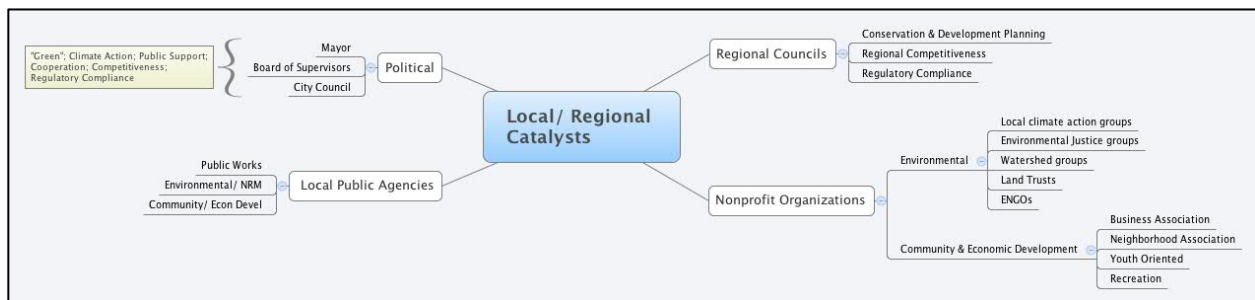 Local/ Regional
Catalysts
Political
Mayor
Board of Supervisors
City Council
"Green"; Climate Action; Public Support;
Cooperation; Competitiveness;
Regulatory Compliance
Local Public Agencies
Public Works
Environmental/ NRM
Community/ Econ Devel
Regional Councils
Conservation & Development Planning
Regional Competitiveness
Regulatory Compliance
Nonprofit Organizations
Environmental
Local climate action groups
Environmental Justice groups
Watershed groups
Land Trusts
ENGOs
Community & Economic Development
Business Association
Neighborhood Association
Youth Oriented
Recreation